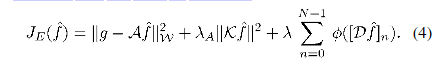 $$J_E(\hat{f}) = \|g - \mathcal{A}\hat{f}\|_{\mathcal{W}}^2 + \lambda_A \|\mathcal{K}\hat{f}\|^2 + \lambda \sum_{n=0}^{N-1} \phi([\mathcal{D}\hat{f}]_n). \quad (4)$$